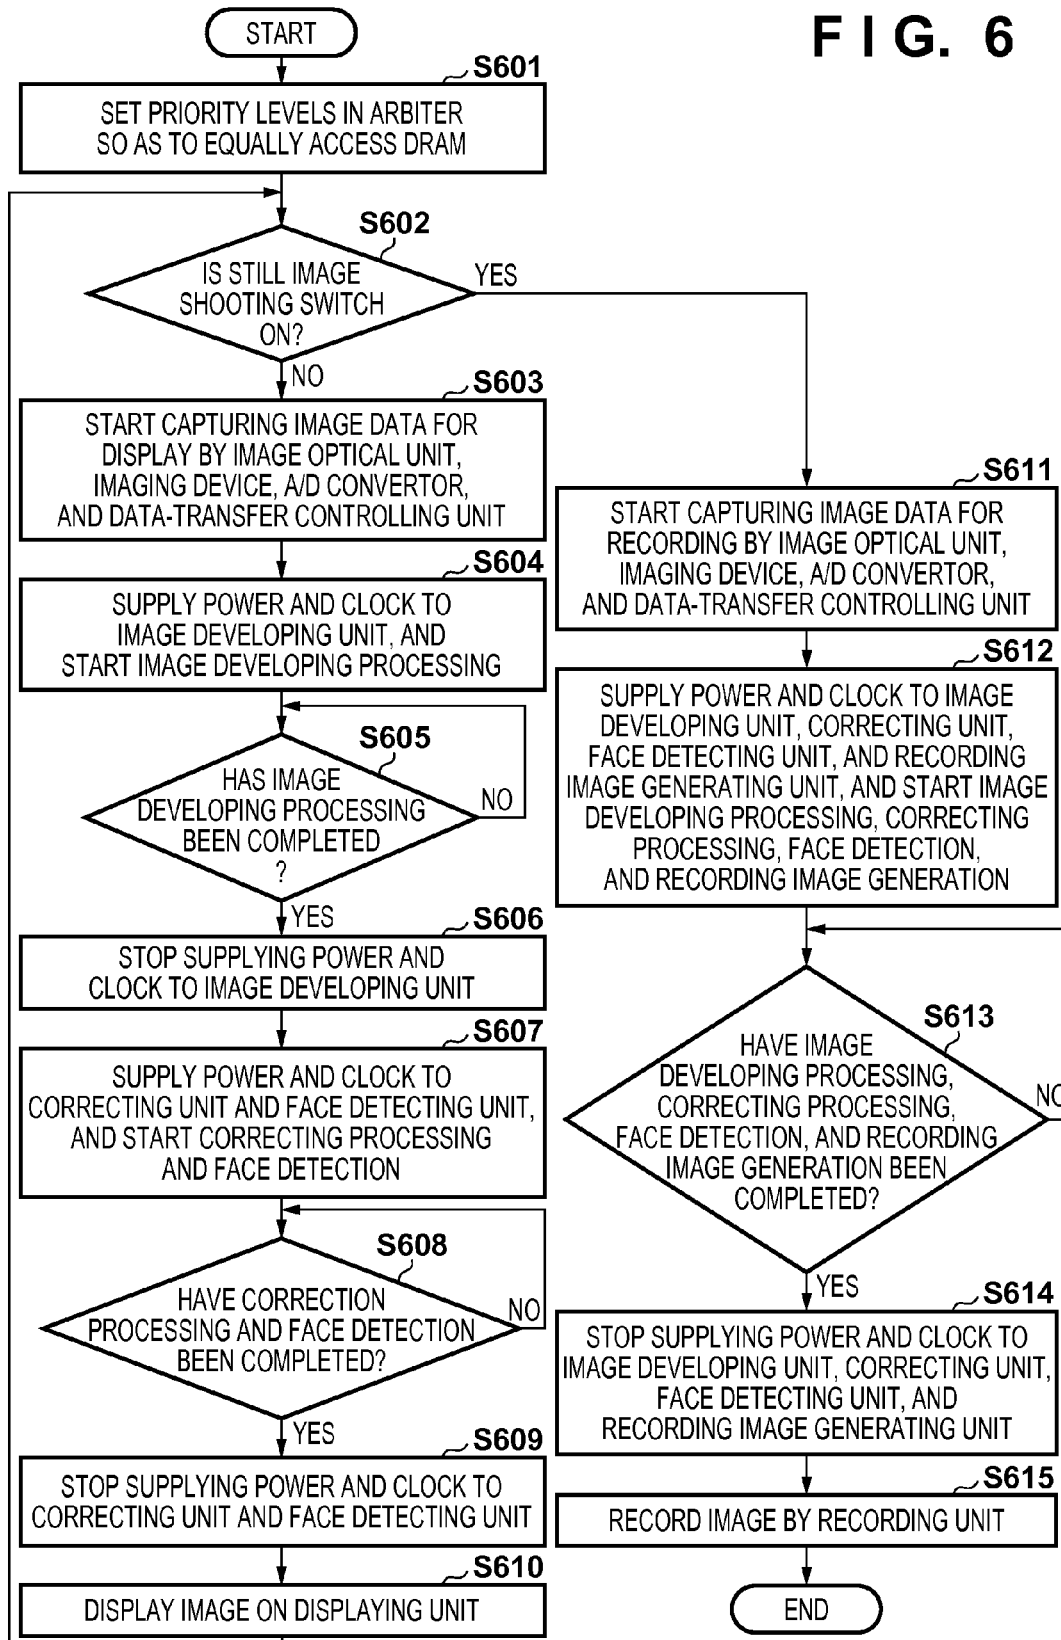 FIG. 6
START
S601
SET PRIORITY LEVELS IN ARBITER
SO AS TO EQUALLY ACCESS DRAM
S602
IS STILL IMAGE
SHOOTING SWITCH
ON?
YES
NO
S603
START CAPTURING IMAGE DATA FOR
DISPLAY BY IMAGE OPTICAL UNIT,
IMAGING DEVICE, A/D CONVERTOR,
AND DATA-TRANSFER CONTROLLING UNIT
S604
SUPPLY POWER AND CLOCK TO
IMAGE DEVELOPING UNIT, AND
START IMAGE DEVELOPING PROCESSING
S605
HAS IMAGE
DEVELOPING PROCESSING
BEEN COMPLETED
?
NO
YES
S606
STOP SUPPLYING POWER AND
CLOCK TO IMAGE DEVELOPING UNIT
S607
SUPPLY POWER AND CLOCK TO
CORRECTING UNIT AND FACE DETECTING UNIT,
AND START CORRECTING PROCESSING
AND FACE DETECTION
S608
HAVE CORRECTION
PROCESSING AND FACE DETECTION
BEEN COMPLETED?
NO
YES
S609
STOP SUPPLYING POWER AND CLOCK TO
CORRECTING UNIT AND FACE DETECTING UNIT
S610
DISPLAY IMAGE ON DISPLAYING UNIT
S611
START CAPTURING IMAGE DATA FOR
RECORDING BY IMAGE OPTICAL UNIT,
IMAGING DEVICE, A/D CONVERTOR,
AND DATA-TRANSFER CONTROLLING UNIT
S612
SUPPLY POWER AND CLOCK TO IMAGE
DEVELOPING UNIT, CORRECTING UNIT,
FACE DETECTING UNIT, AND RECORDING
IMAGE GENERATING UNIT, AND START IMAGE
DEVELOPING PROCESSING, CORRECTING
PROCESSING, FACE DETECTION,
AND RECORDING IMAGE GENERATION
S613
HAVE IMAGE
DEVELOPING PROCESSING,
CORRECTING PROCESSING,
FACE DETECTION, AND RECORDING
IMAGE GENERATION BEEN
COMPLETED?
NO
YES
S614
STOP SUPPLYING POWER AND CLOCK TO
IMAGE DEVELOPING UNIT, CORRECTING UNIT,
FACE DETECTING UNIT, AND
RECORDING IMAGE GENERATING UNIT
S615
RECORD IMAGE BY RECORDING UNIT
END